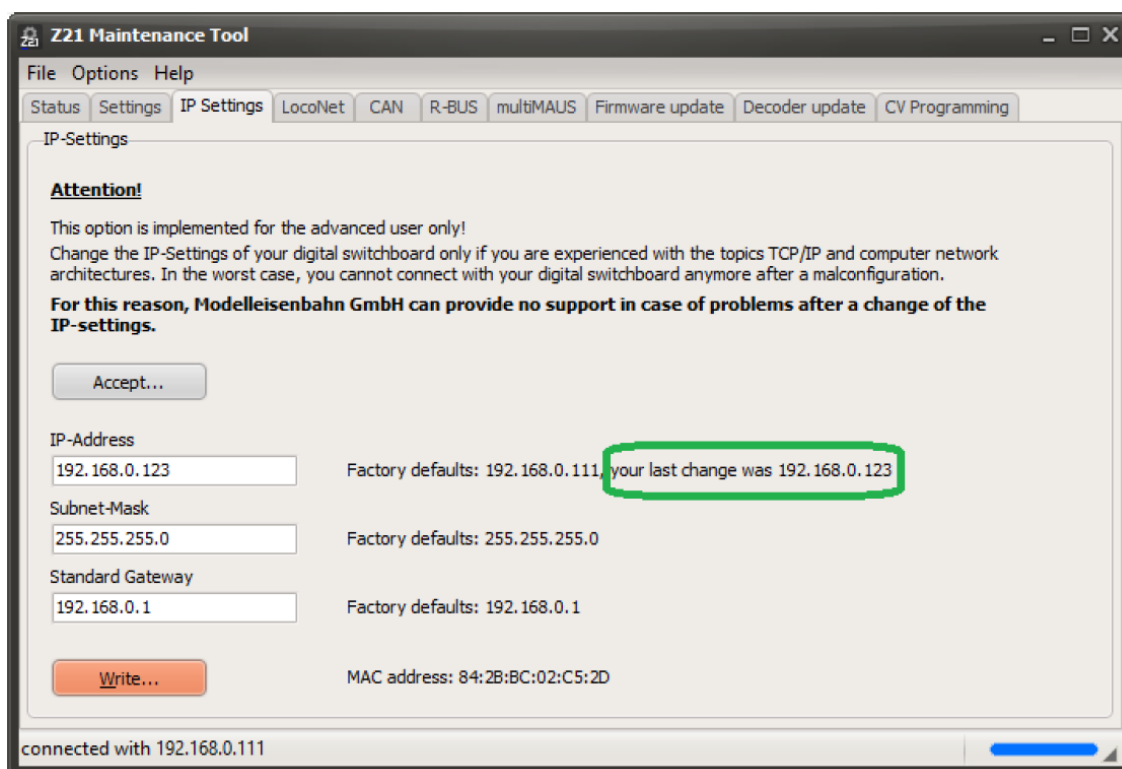 Z21 Maintenance Tool
File Options Help
Status Settings IP Settings LocoNet CAN R-BUS multiMAUS Firmware update Decoder update CV Programming
IP-Settings
Attention!
This option is implemented for the advanced user only!
Change the IP-Settings of your digital switchboard only if you are experienced with the topics TCP/IP and computer network
architectures. In the worst case, you cannot connect with your digital switchboard anymore after a malconfiguration.
For this reason, Modelleisenbahn GmbH can provide no support in case of problems after a change of the
IP-settings.
Accept...
IP-Address
192.168.0.123 Factory defaults: 192.168.0.111, your last change was 192.168.0.123
Subnet-Mask
255.255.255.0 Factory defaults: 255.255.255.0
Standard Gateway
192.168.0.1 Factory defaults: 192.168.0.1
Write... MAC address: 84:2B:BC:02:C5:2D
connected with 192.168.0.111